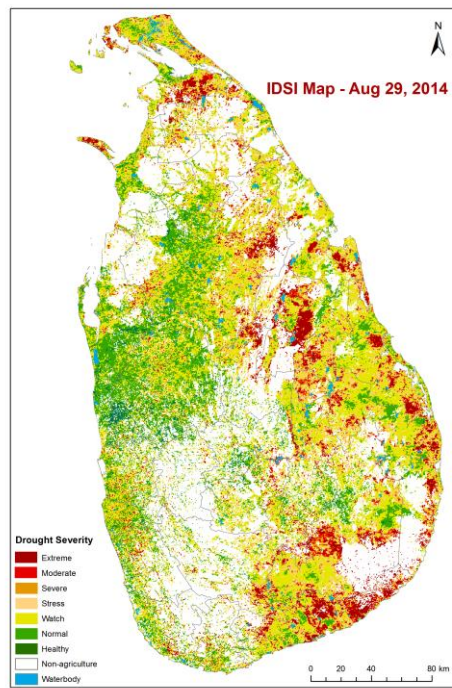 N
IDSI Map - Aug 29, 2014
Drought Severity
Extreme
Moderate
Severe
Stress
Watch
Normal
Healthy
Non-agriculture
Waterbody
0 20 40 80 km